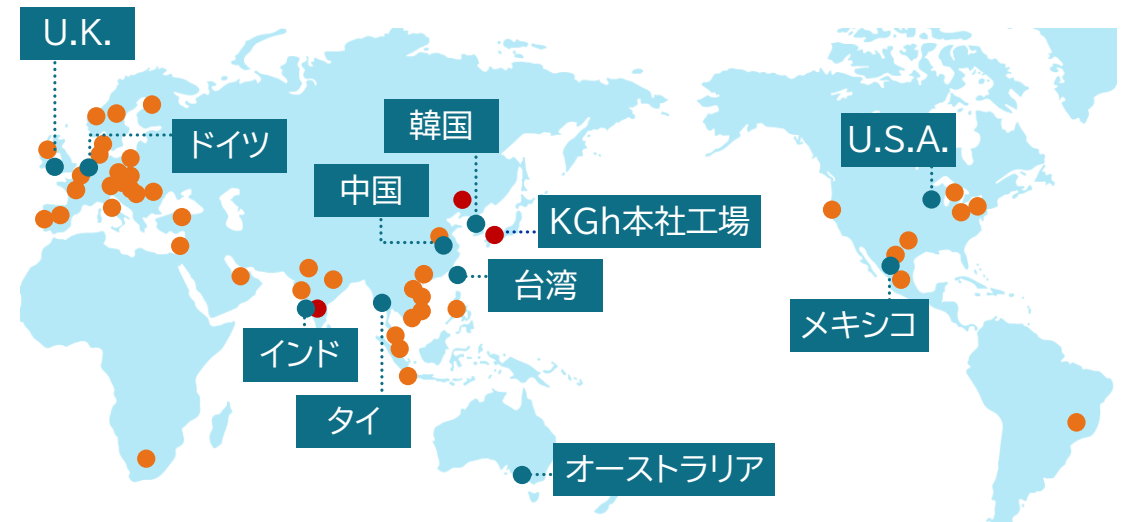 U.K.
ドイツ
韓国
中国
U.S.A.
KGh本社工場
台湾
メキシコ
インド
タイ
オーストラリア